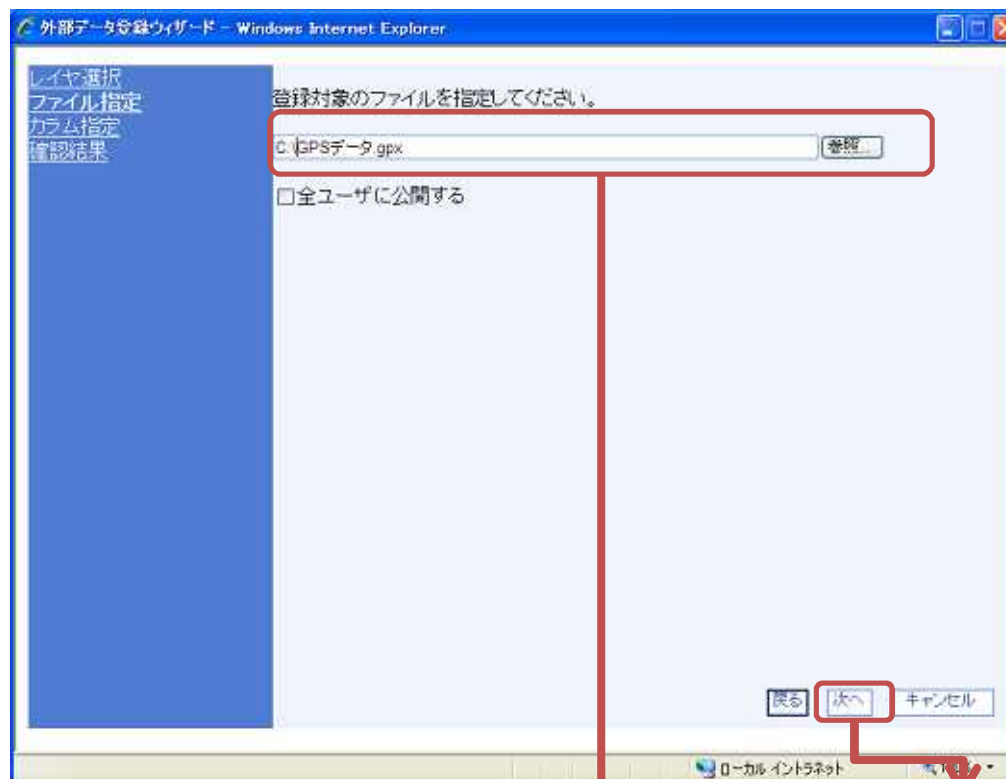 外部データ登録ウィザード - Windows Internet Explorer
レイヤ選択
ファイル指定
カラム指定
確認結果
登録対象のファイルを指定してください。
C:\GPSデータ.gpx
参照...
全ユーザに公開する
戻る 次へ キャンセル
ローカル イントラネット